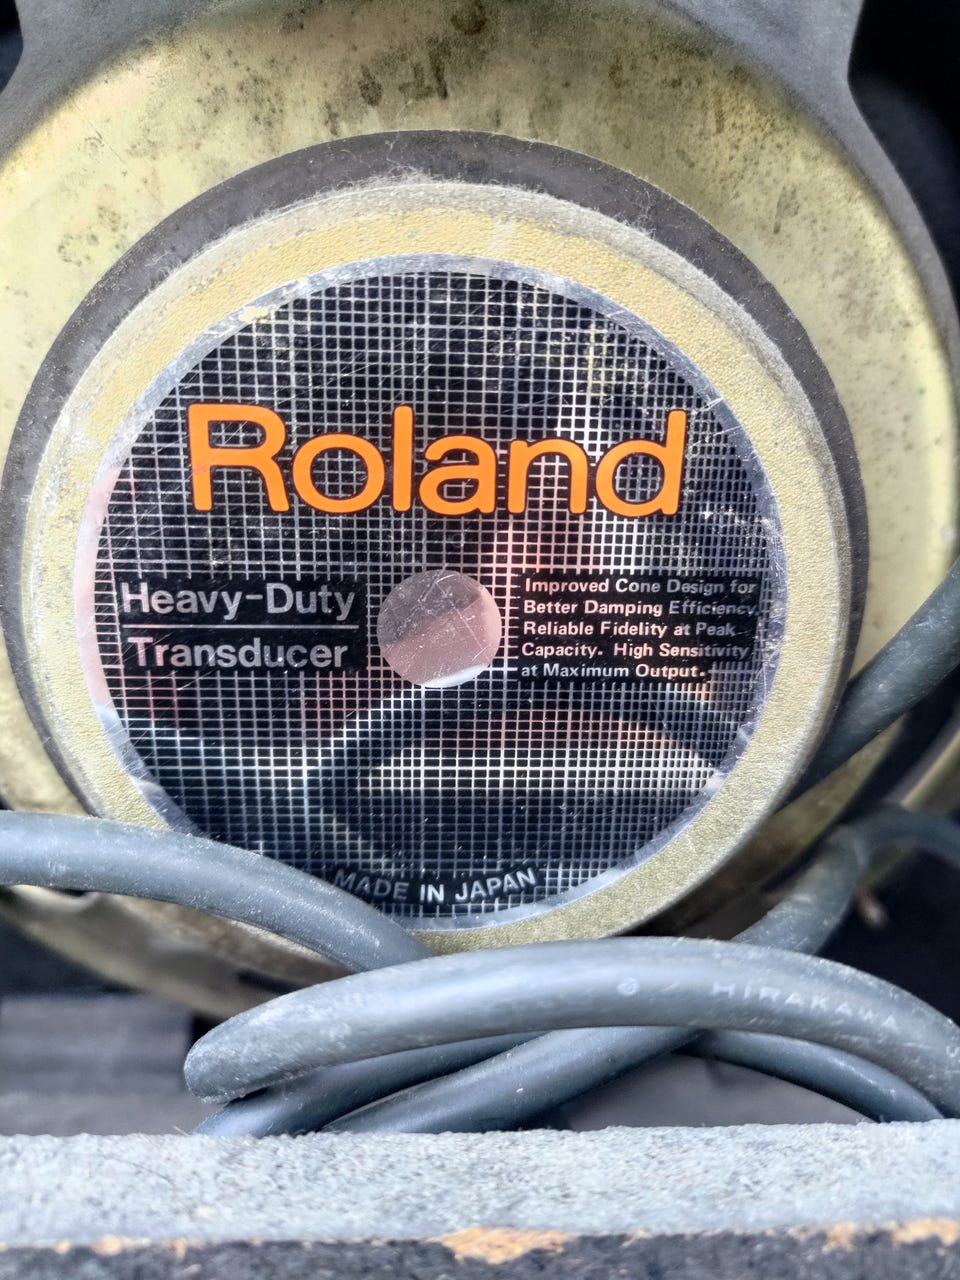 Roland
Heavy-Duty
Transducer
Improved Cone Design for
Better Damping Efficiency.
Reliable Fidelity at Peak
Capacity. High Sensitivity
at Maximum Output.
MADE IN JAPAN
HIRAKAWA